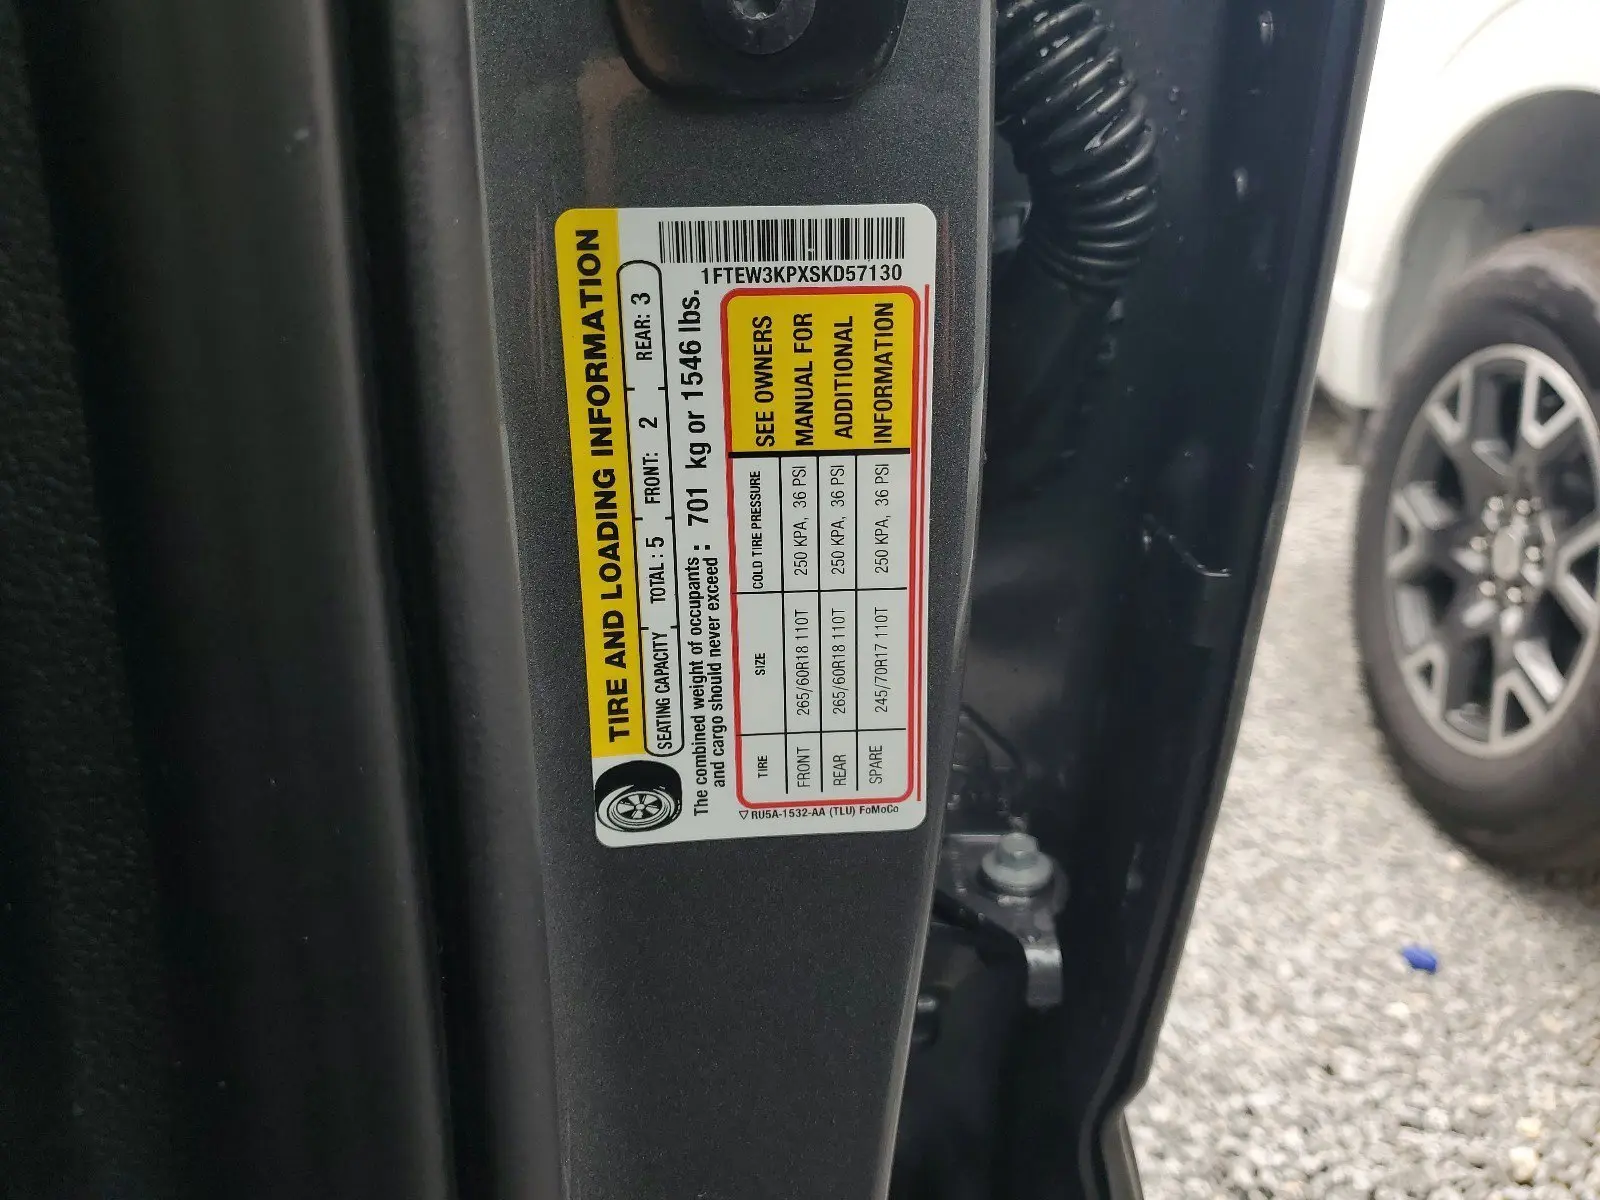 1FTEW3KPXSKD57130
TIRE AND LOADING INFORMATION
SEATING CAPACITY TOTAL : 5 FRONT: 2 REAR: 3
The combined weight of occupants and cargo should never exceed : 701 kg or 1546 lbs.
TIRE SIZE COLD TIRE PRESSURE
FRONT 265/60R18 110T 250 KPA, 36 PSI
REAR 265/60R18 110T 250 KPA, 36 PSI
SPARE 245/70R17 110T 250 KPA, 36 PSI
SEE OWNERS
MANUAL FOR
ADDITIONAL
INFORMATION
RU5A-1532-AA (TLU) FoMoCo